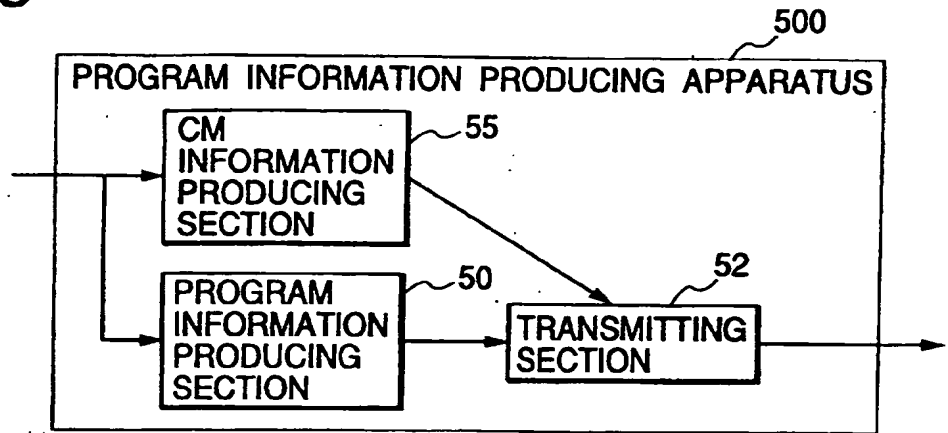 500
PROGRAM INFORMATION PRODUCING APPARATUS
CM
INFORMATION
PRODUCING
SECTION
55
PROGRAM
INFORMATION
PRODUCING
SECTION
50
TRANSMITTING
SECTION
52